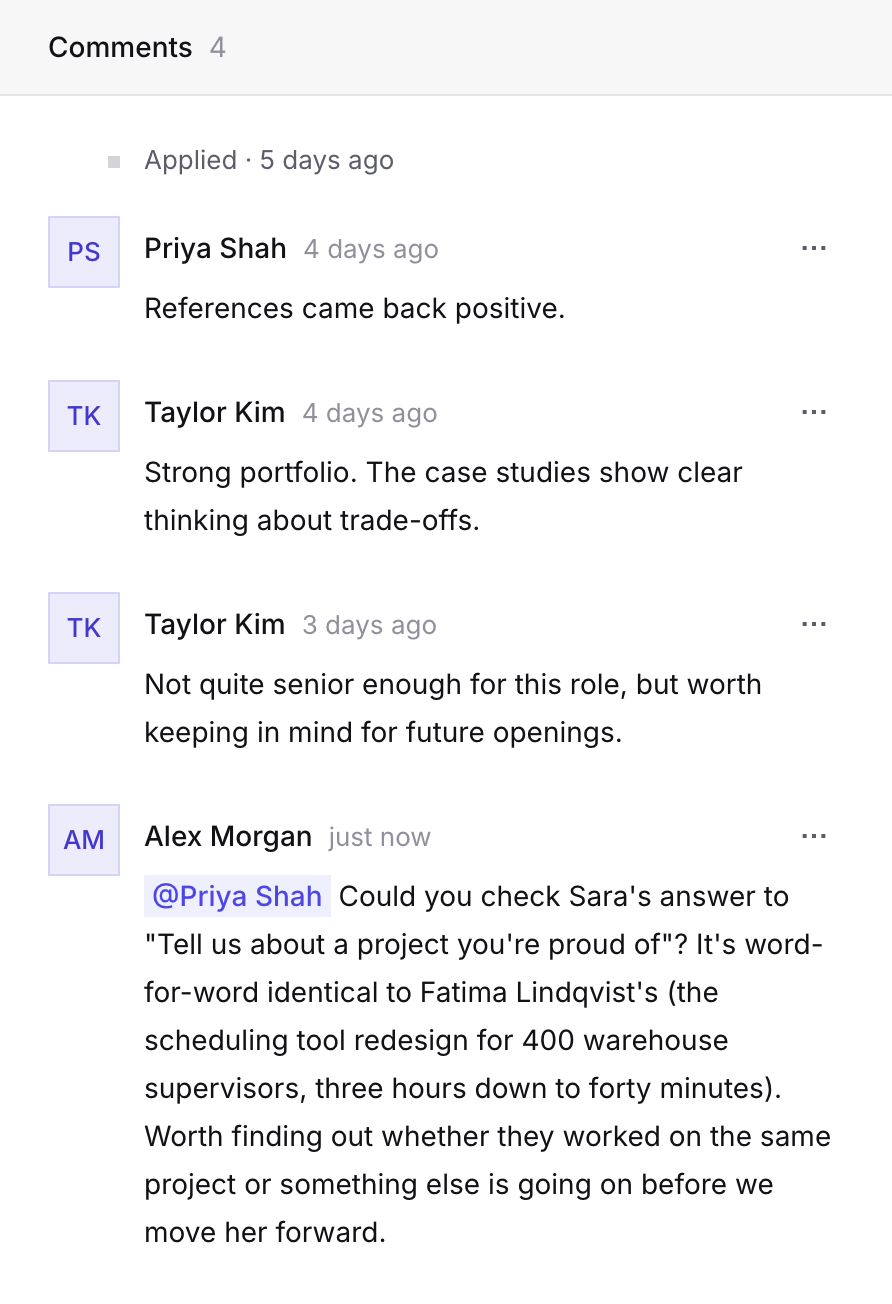 Comments 4
Applied · 5 days ago
PS
Priya Shah 4 days ago
References came back positive.
TK
Taylor Kim 4 days ago
Strong portfolio. The case studies show clear
thinking about trade-offs.
TK
Taylor Kim 3 days ago
Not quite senior enough for this role, but worth
keeping in mind for future openings.
AM
Alex Morgan just now
@Priya Shah Could you check Sara's answer to
"Tell us about a project you're proud of"? It's word-
for-word identical to Fatima Lindqvist's (the
scheduling tool redesign for 400 warehouse
supervisors, three hours down to forty minutes).
Worth finding out whether they worked on the same
project or something else is going on before we
move her forward.